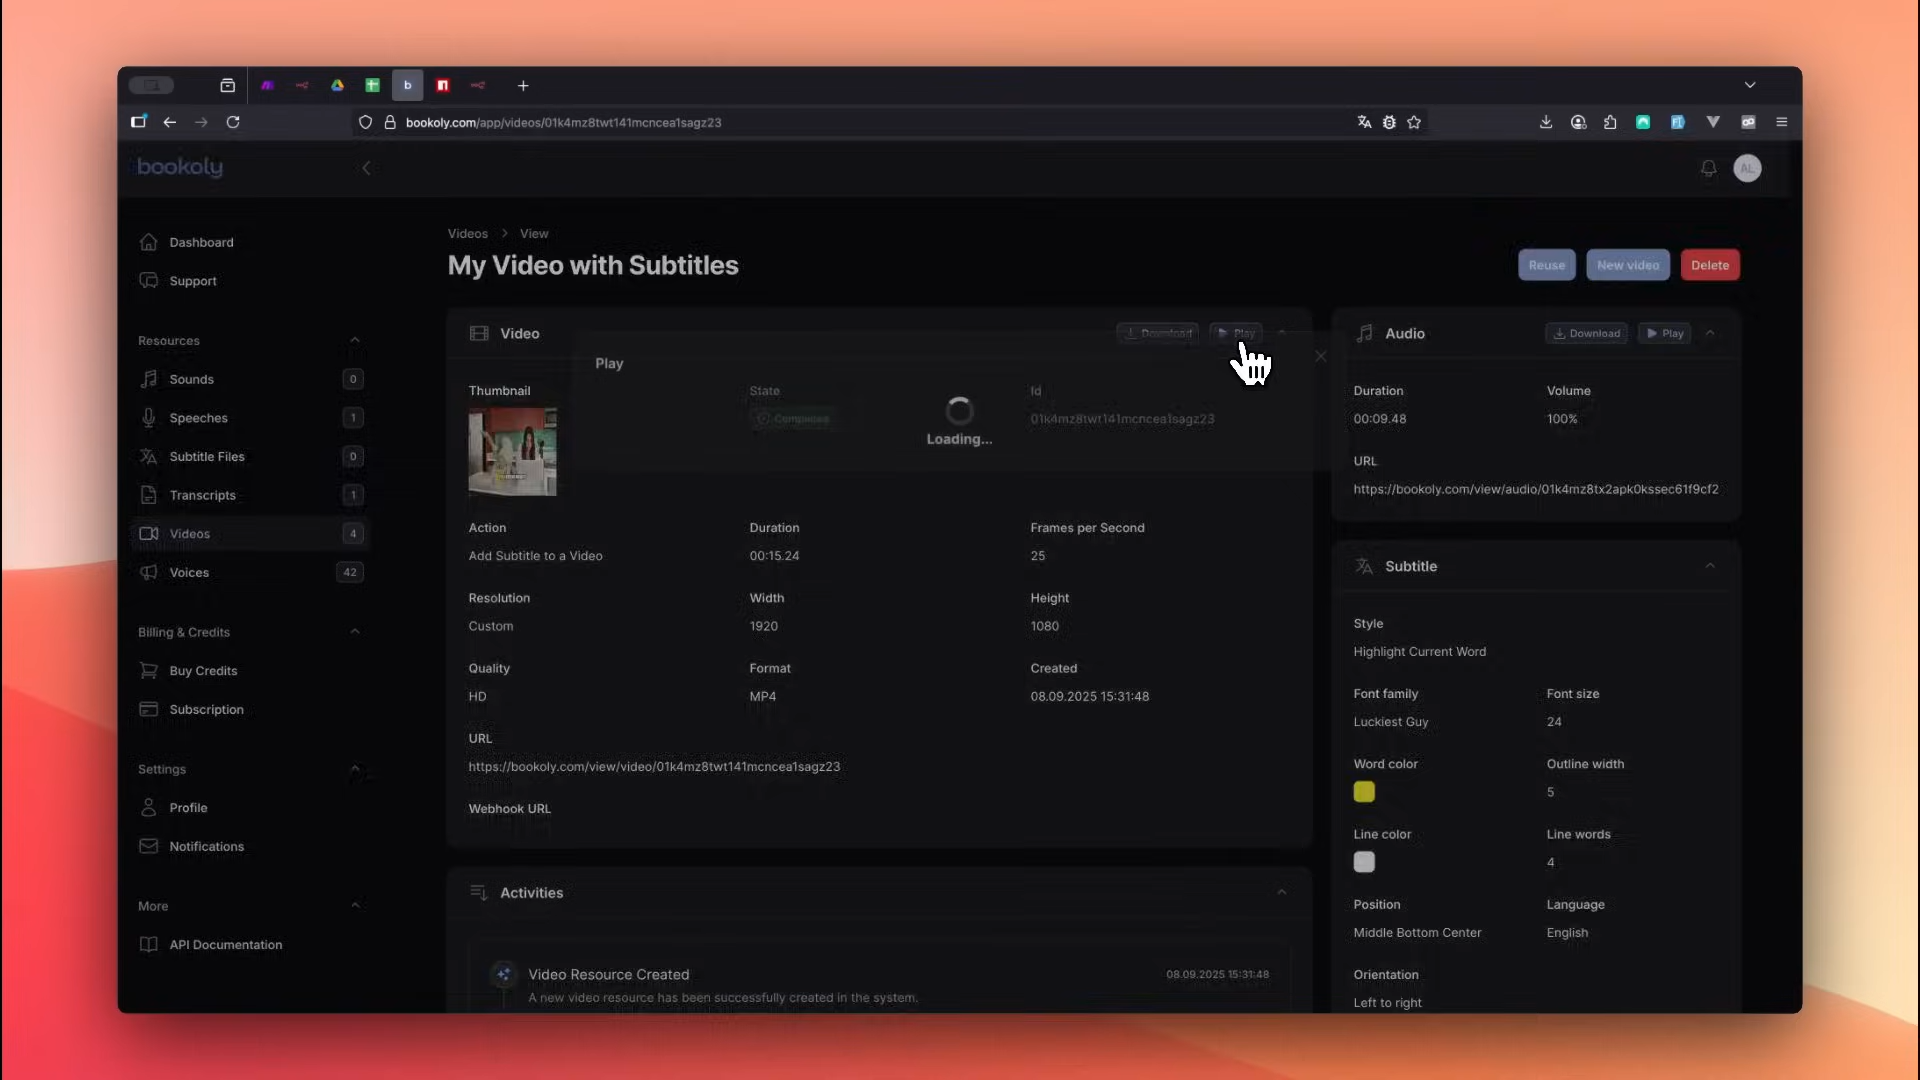 b
bookoly.com/app/videos/01k4mz8twt141mcncea1sagz23
bookoly
AL
Dashboard
Support
Resources
Sounds 0
Speeches 1
Subtitle Files 0
Transcripts 1
Videos 4
Voices 42
Billing & Credits
Buy Credits
Subscription
Settings
Profile
Notifications
More
API Documentation
Videos > View
My Video with Subtitles
Reuse New video Delete
Video
Download Play
Play
Loading...
Thumbnail
State
Completed
Id
01k4mz8twt141mcncea1sagz23
Action
Add Subtitle to a Video
Duration
00:15.24
Frames per Second
25
Resolution
Custom
Width
1920
Height
1080
Quality
HD
Format
MP4
Created
08.09.2025 15:31:48
URL
https://bookoly.com/view/video/01k4mz8twt141mcncea1sagz23
Webhook URL
Activities
Video Resource Created 08.09.2025 15:31:48
A new video resource has been successfully created in the system.
Audio
Download Play
Duration
00:09.48
Volume
100%
URL
https://bookoly.com/view/audio/01k4mz8tx2apk0kssec61f9cf2
Subtitle
Style
Highlight Current Word
Font family
Luckiest Guy
Font size
24
Word color
Outline width
5
Line color
Line words
4
Position
Middle Bottom Center
Language
English
Orientation
Left to right